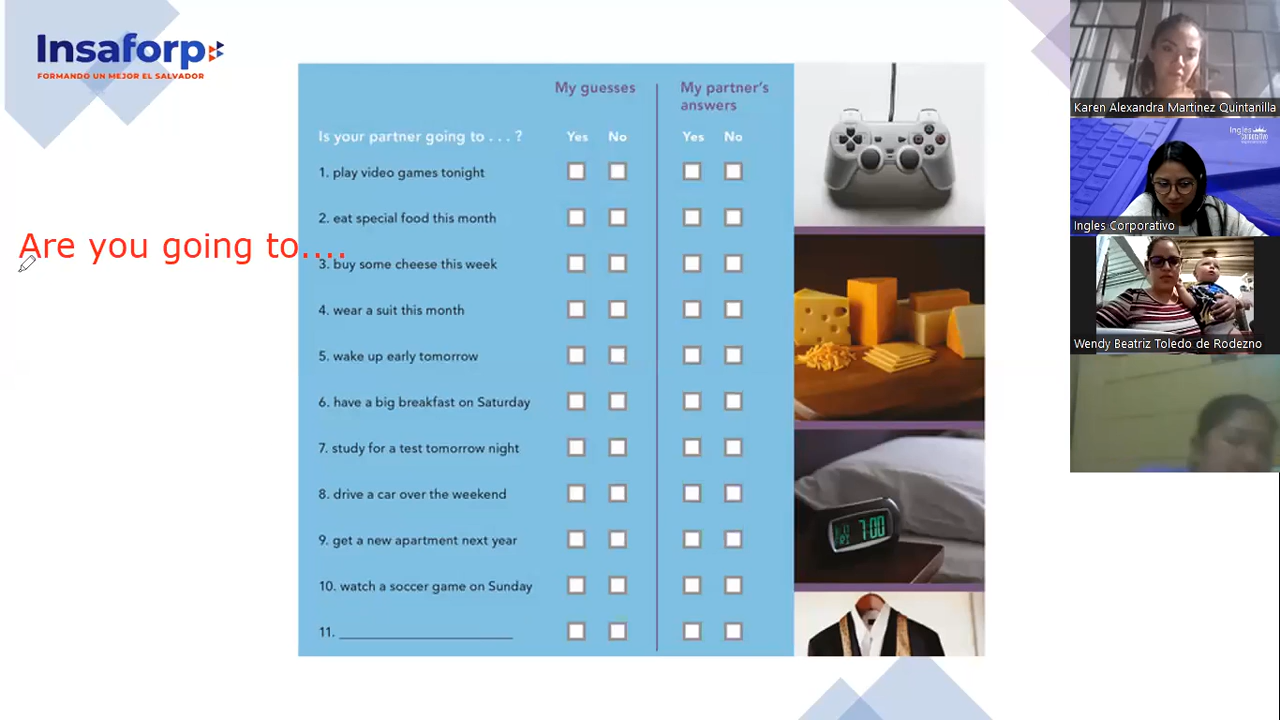 Insaforp
FORMANDO UN MEJOR EL SALVADOR
My guesses
My partner's
answers
Is your partner going to . . . ?
Yes
No
Yes
No
1. play video games tonight
2. eat special food this month
Are you going to....
3. buy some cheese this week
4. wear a suit this month
5. wake up early tomorrow
6. have a big breakfast on Saturday
7. study for a test tomorrow night
8. drive a car over the weekend
9. get a new apartment next year
10. watch a soccer game on Sunday
11. ____________________
7:00
Karen Alexandra Martinez Quintanilla
Ingles
Ingles Corporativo
Wendy Beatriz Toledo de Rodezno